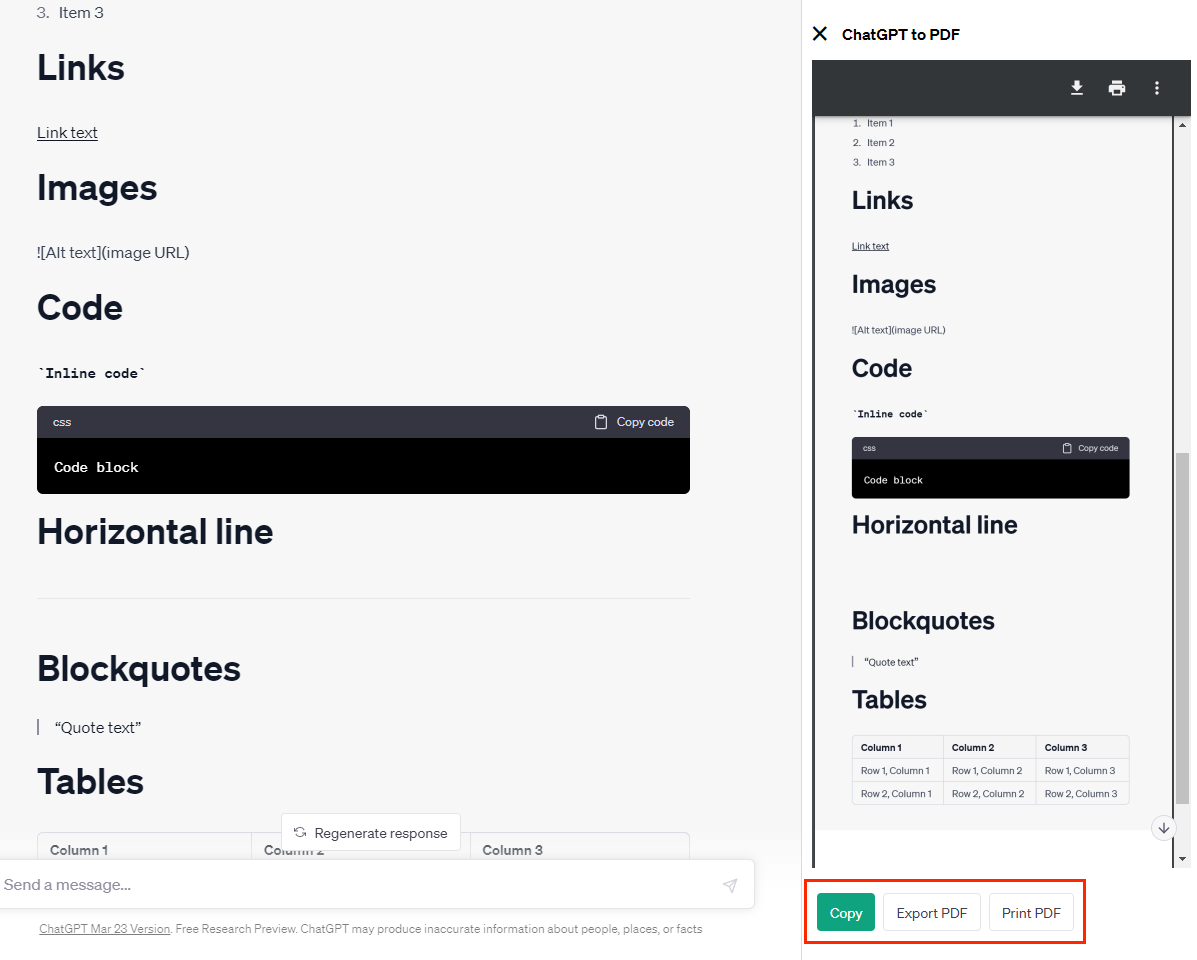 3. Item 3
Links
Link text
Images
![Alt text](image URL)
Code
`Inline code`
css
Copy code
Code block
Horizontal line
Blockquotes
“Quote text”
Tables
Column 1 Column 2 Column 3
Regenerate response
Send a message...
ChatGPT Mar 23 Version. Free Research Preview. ChatGPT may produce inaccurate information about people, places, or facts
ChatGPT to PDF
1. Item 1
2. Item 2
3. Item 3
Links
Link text
Images
![Alt text](image URL)
Code
`Inline code`
css
Copy code
Code block
Horizontal line
Blockquotes
“Quote text”
Tables
Column 1 Column 2 Column 3
Row 1, Column 1 Row 1, Column 2 Row 1, Column 3
Row 2, Column 1 Row 2, Column 2 Row 2, Column 3
Copy Export PDF Print PDF